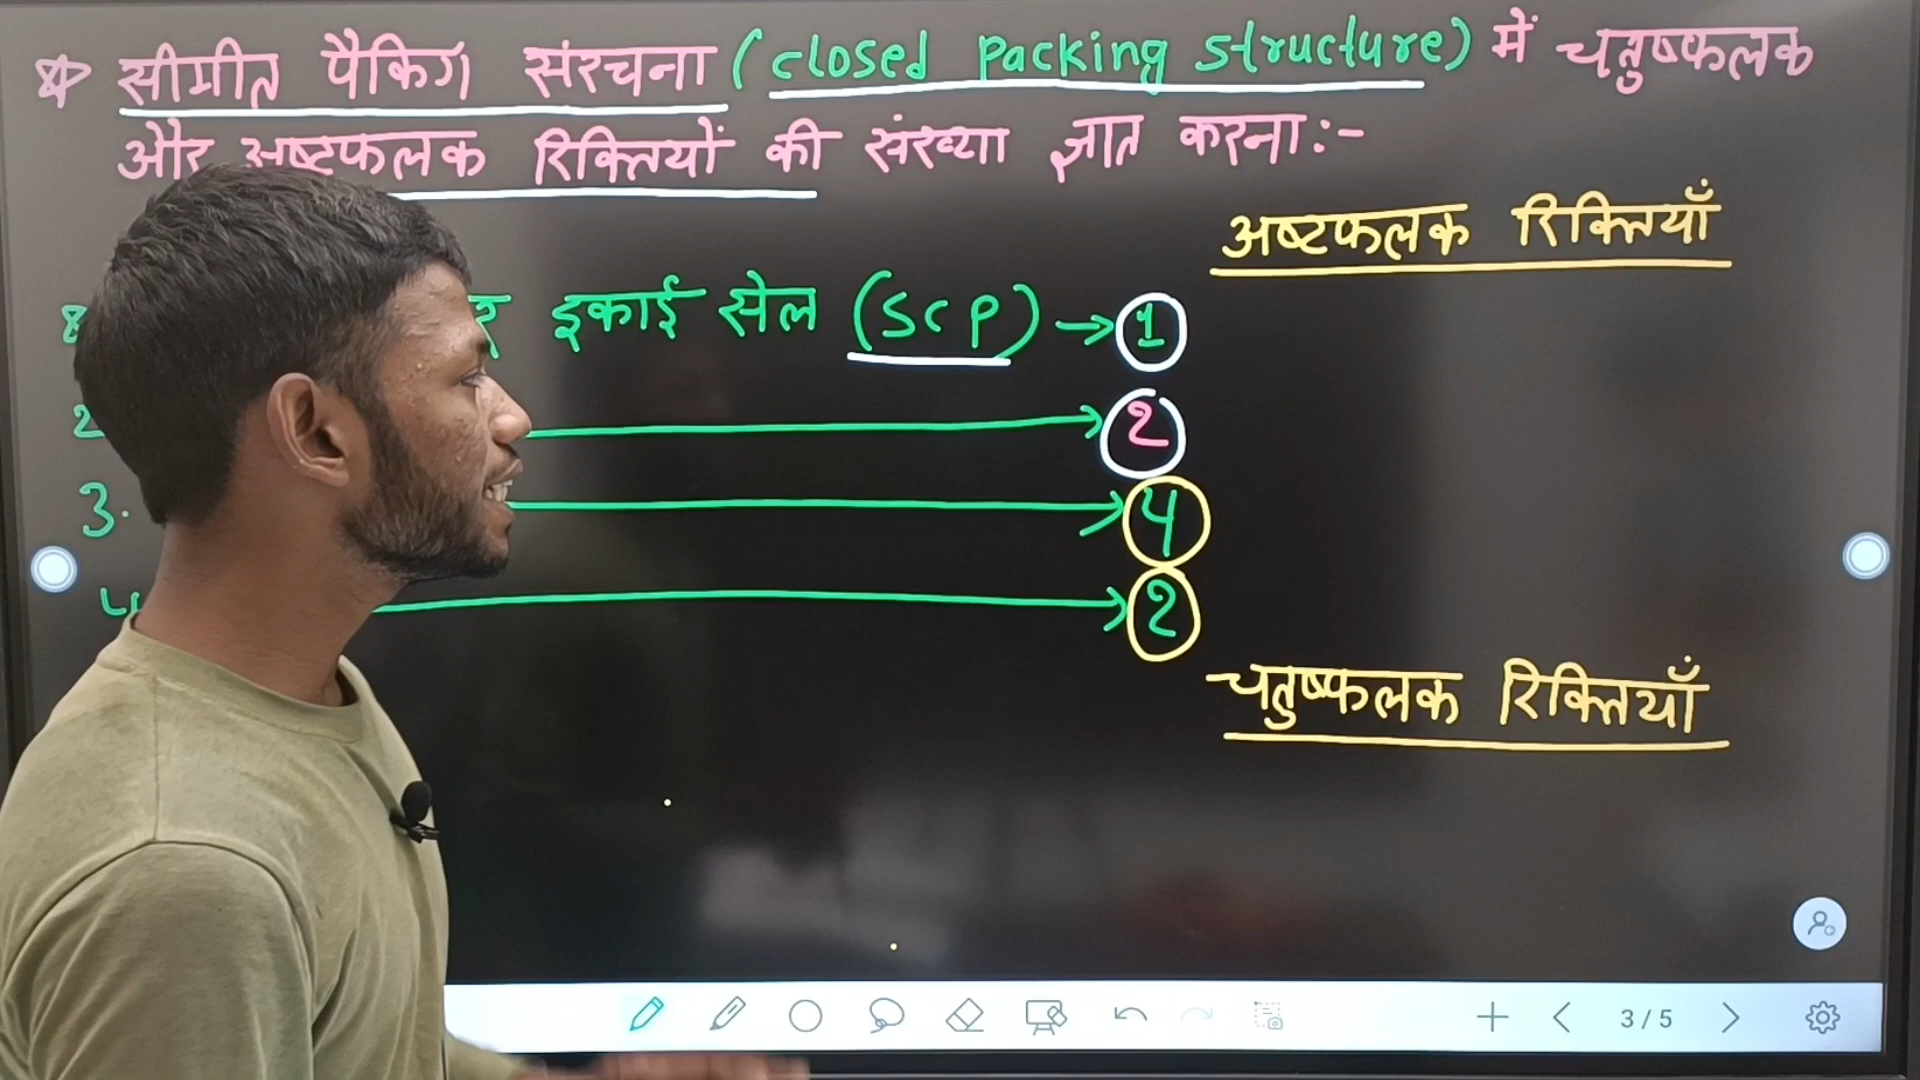 सीमीत पैकिंग संरचना (closed packing structure) में चतुष्फलक
और अष्टफलक रिक्तियों की संख्या ज्ञात करना:-
अष्टफलक रिक्तियाँ
इकाई सेल (SCP) → 1
2 → 2
3. → 4
→ 2
चतुष्फलक रिक्तियाँ
3/5